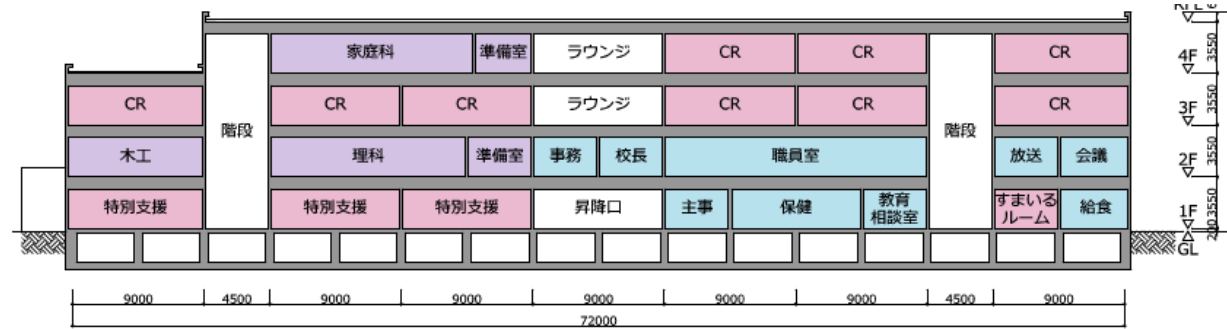 RFL
家庭科 準備室 ラウンジ CR CR CR
4F
3550
CR CR CR ラウンジ CR CR CR
3F
3550
階段 階段
木工 理科 準備室 事務 校長 職員室 放送 会議
2F
3550
特別支援 特別支援 特別支援 昇降口 主事 保健 教育
相談室 すまいる
ルーム 給食
1F
3550
200
GL
9000 4500 9000 9000 9000 9000 9000 4500 9000
72000